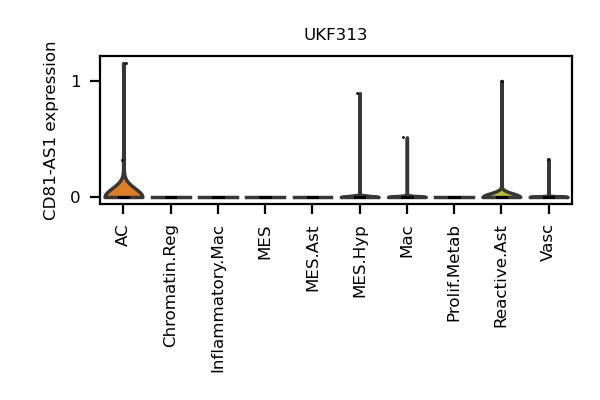 UKF313
CD81-AS1 expression
1
0
AC
Chromatin.Reg
Inflammatory.Mac
MES
MES.Ast
MES.Hyp
Mac
Prolif.Metab
Reactive.Ast
Vasc